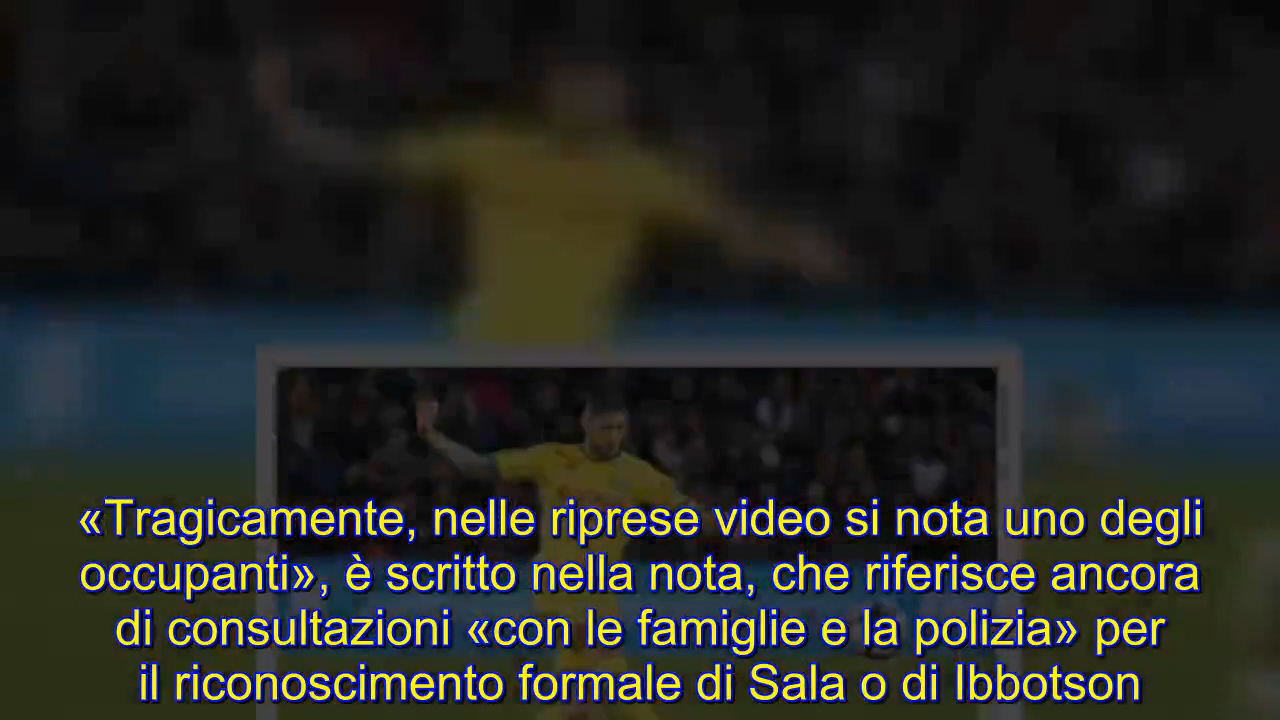 «Tragicamente, nelle riprese video si nota uno degli
occupanti», è scritto nella nota, che riferisce ancora
di consultazioni «con le famiglie e la polizia» per
il riconoscimento formale di Sala o di Ibbotson